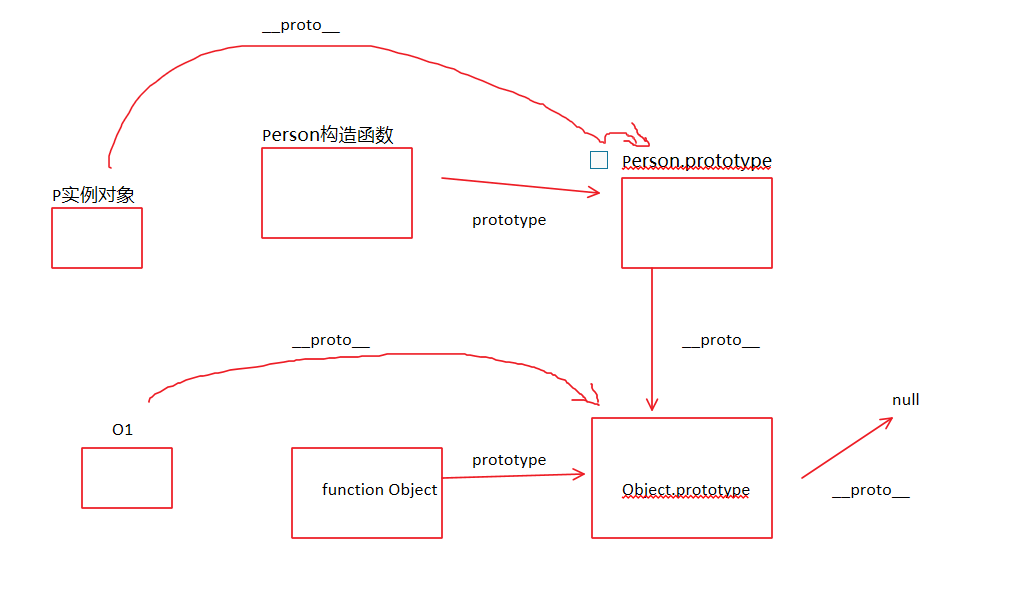 __proto__
Person构造函数
Person.prototype
P实例对象
prototype
__proto__
__proto__
null
O1
prototype
function Object
Object.prototype
__proto__